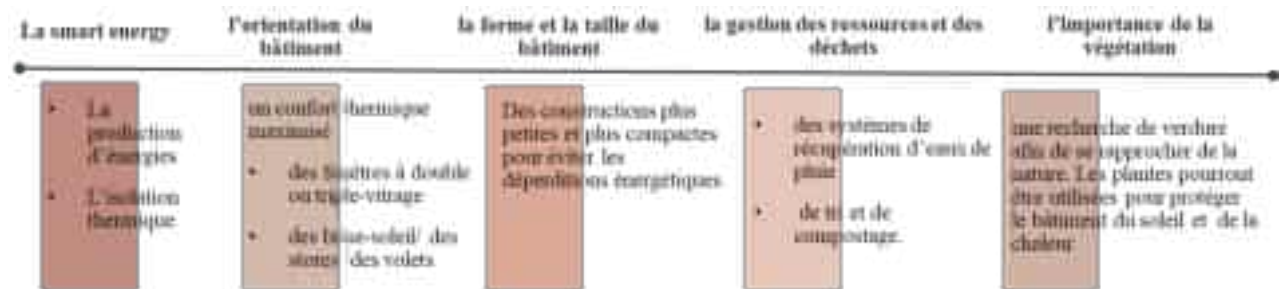 La smart energy
l'orientation du
bâtiment
la forme et la taille du
bâtiment
la gestion des ressources et des
déchets
l'importance de la
végétation
• La
production
d'énergies
• L'isolation
thermique
un confort thermique
maximisé
• des fenêtres à double
ou triple-vitrage
• des brise-soleil/ des
stores des volets
Des constructions plus
petites et plus compactes
pour éviter les
déperditions énergétiques
• des systèmes de
récupération d'eaux de
pluie
• de tri et de
compostage.
une recherche de verdure
afin de se rapprocher de la
nature. Les plantes pourront
être utilisées pour protéger
le bâtiment du soleil et de la
chaleur